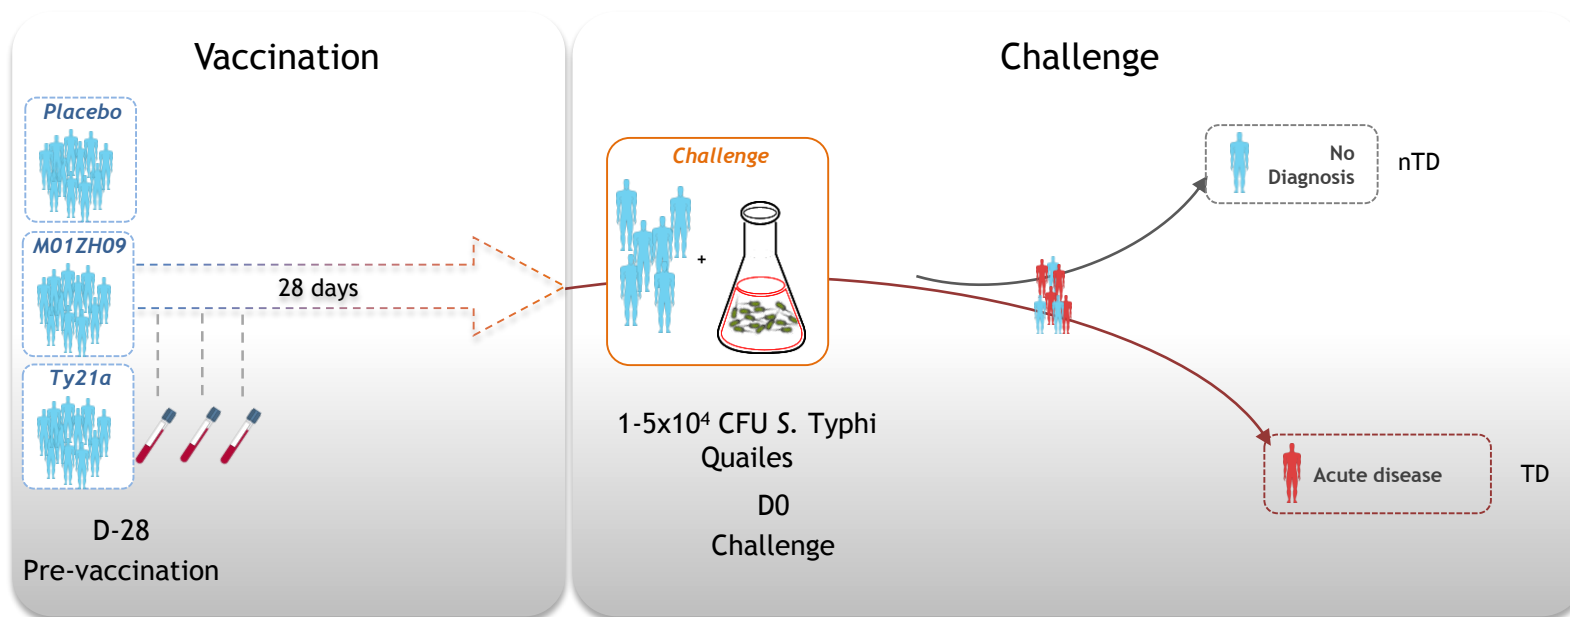 Vaccination
Placebo
M01ZH09
28 days
Ty21a
D-28
Pre-vaccination
Challenge
Challenge
+
1-5x10⁴ CFU S. Typhi
Quailes
D0
Challenge
No
Diagnosis
nTD
Acute disease
TD